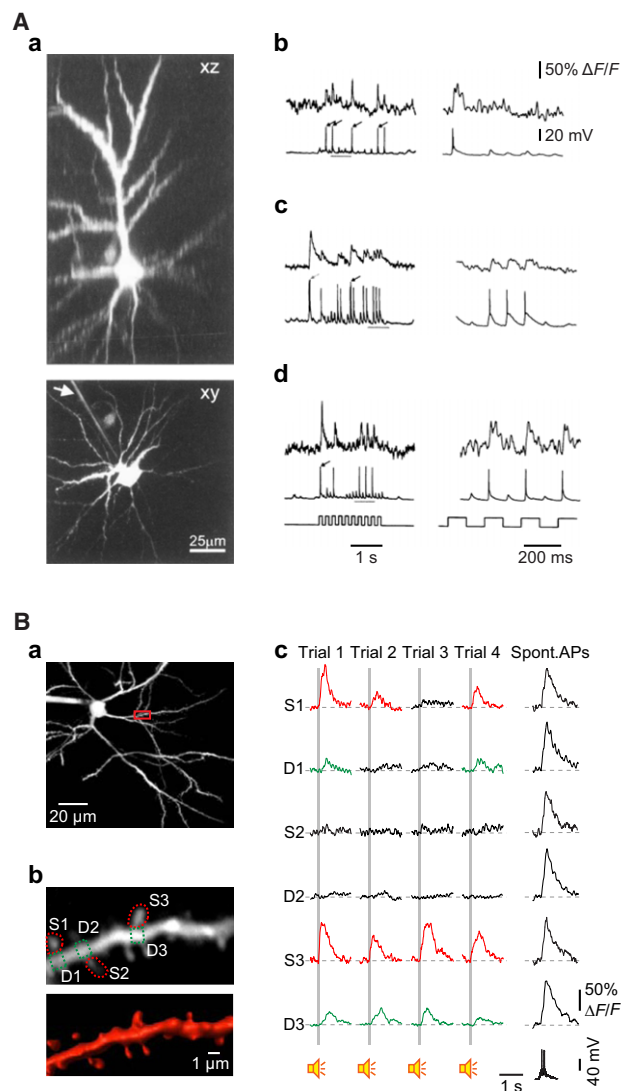 A
a
xz
xy
25µm
b
50% ΔF/F
20 mV
c
d
1 s
200 ms
B
a
20 µm
b
S1
D2
S3
D1
S2
D3
1 µm
c
Trial 1 Trial 2 Trial 3 Trial 4 Spont.APs
S1
D1
S2
D2
S3
D3
50%
ΔF/F
40 mV
1 s